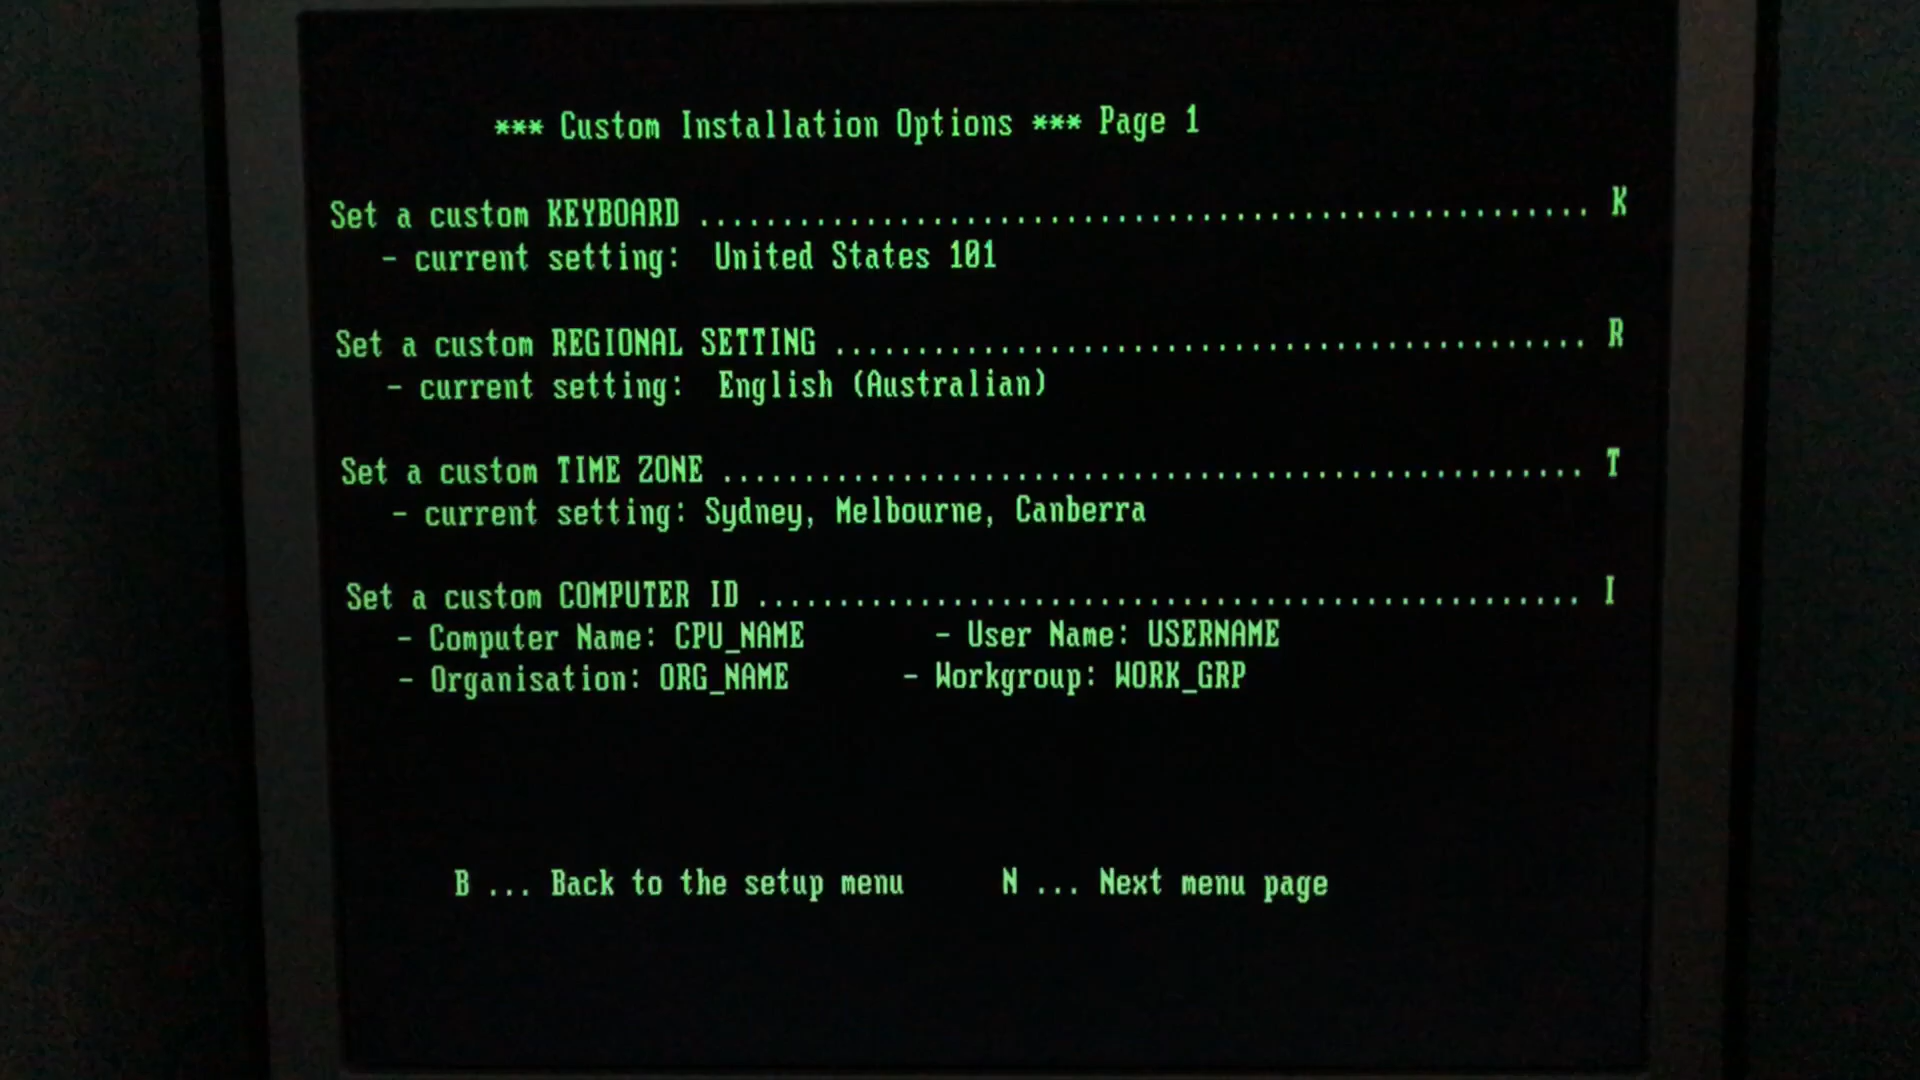 *** Custom Installation Options *** Page 1
Set a custom KEYBOARD ...................................................... K
- current setting: United States 101
Set a custom REGIONAL SETTING .............................................. R
- current setting: English (Australian)
Set a custom TIME ZONE ..................................................... T
- current setting: Sydney, Melbourne, Canberra
Set a custom COMPUTER ID .................................................. I
- Computer Name: CPU_NAME - User Name: USERNAME
- Organisation: ORG_NAME - Workgroup: WORK_GRP
B ... Back to the setup menu N ... Next menu page